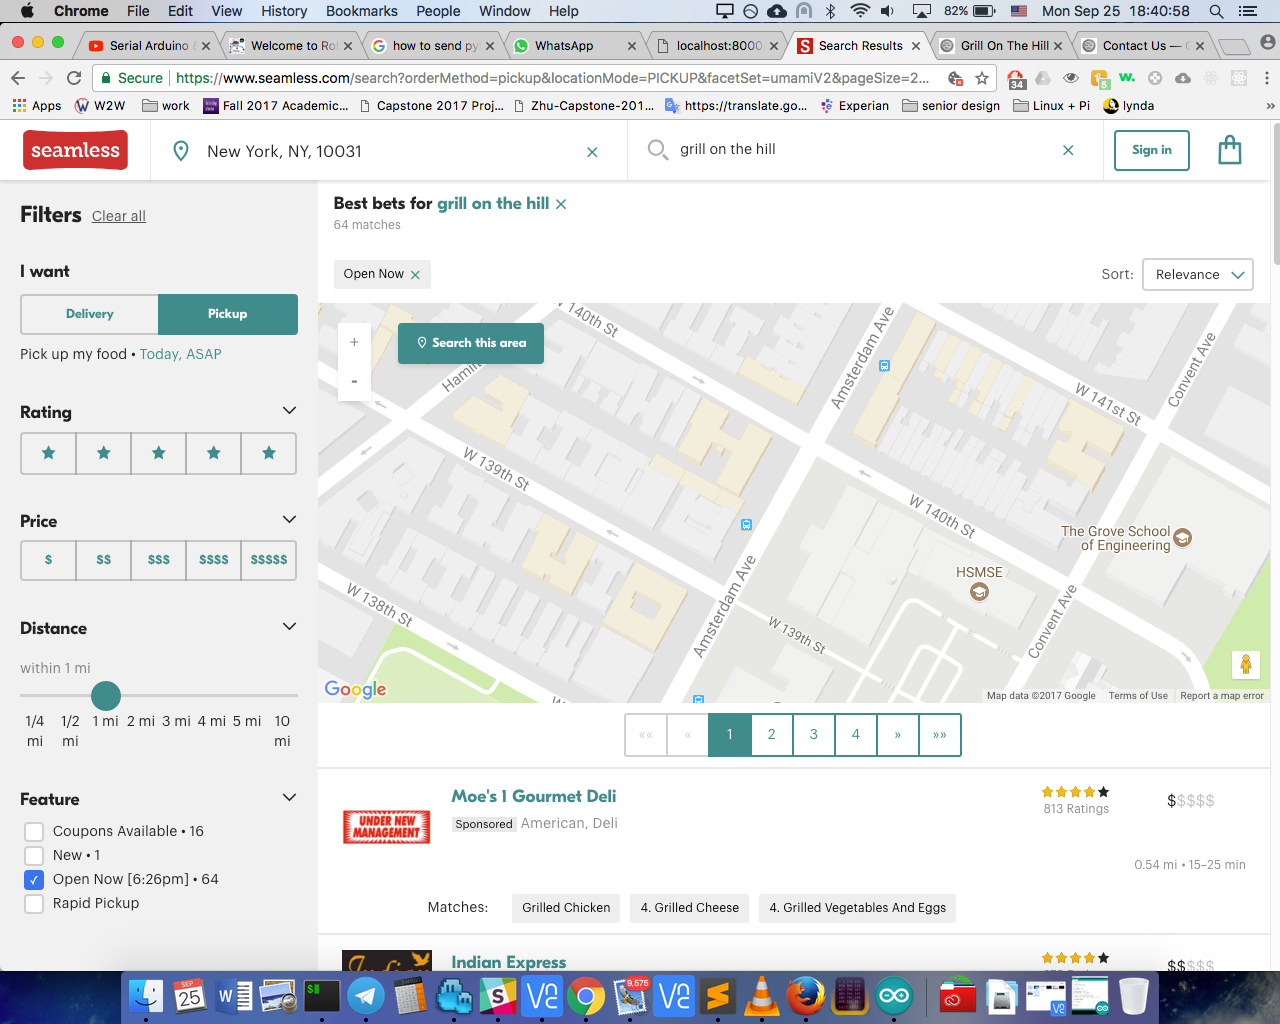 Chrome File Edit View History Bookmarks People Window Help 82% Mon Sep 25 18:40:58
Serial Arduino Welcome to Ro how to send py WhatsApp localhost:8000 Search Results Grill On The Hill Contact Us —
Secure https://www.seamless.com/search?orderMethod=pickup&locationMode=PICKUP&facetSet=umamiV2&pageSize=2... 34 5 w.
Apps W2W work Fall 2017 Academic... Capstone 2017 Proj... Zhu-Capstone-201... https://translate.go... Experian senior design Linux + Pi lynda »
seamless New York, NY, 10031 grill on the hill Sign in
Filters Clear all
I want
Delivery Pickup
Pick up my food • Today, ASAP
Rating
Price
$ $$ $$$ $$$$ $$$$$
Distance
within 1 mi
1/4 mi 1/2 mi 1 mi 2 mi 3 mi 4 mi 5 mi 10 mi
Feature
Coupons Available • 16
New • 1
Open Now [6:26pm] • 64
Rapid Pickup
Best bets for grill on the hill
64 matches
Open Now
Sort: Relevance
+
-
Search this area
W 140th St
Amsterdam Ave
Convent Ave
W 141st St
W 139th St
W 140th St
The Grove School
of Engineering
HSMSE
W 138th St
Amsterdam Ave
W 139th St
Convent Ave
Google
Map data ©2017 Google Terms of Use Report a map error
«« « 1 2 3 4 » »»
UNDER NEW
MANAGEMENT
Moe's 1 Gourmet Deli
Sponsored American, Deli
813 Ratings
$$$$$
0.54 mi • 15–25 min
Matches: Grilled Chicken 4. Grilled Cheese 4. Grilled Vegetables And Eggs
Indian Express
$$$$$
SEP
25
9,575